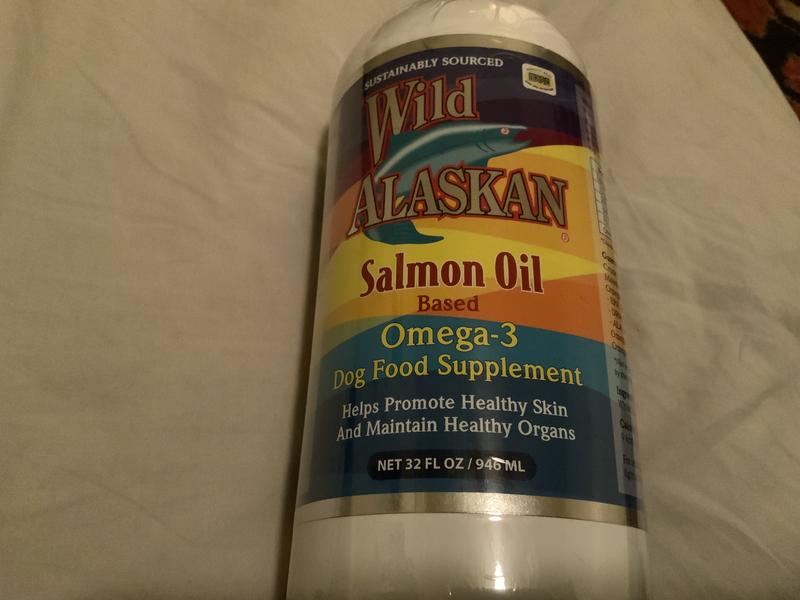 SUSTAINABLY SOURCED
Wild
ALASKAN
Salmon Oil
Based
Omega-3
Dog Food Supplement
Helps Promote Healthy Skin
And Maintain Healthy Organs
NET 32 FL OZ / 946 ML